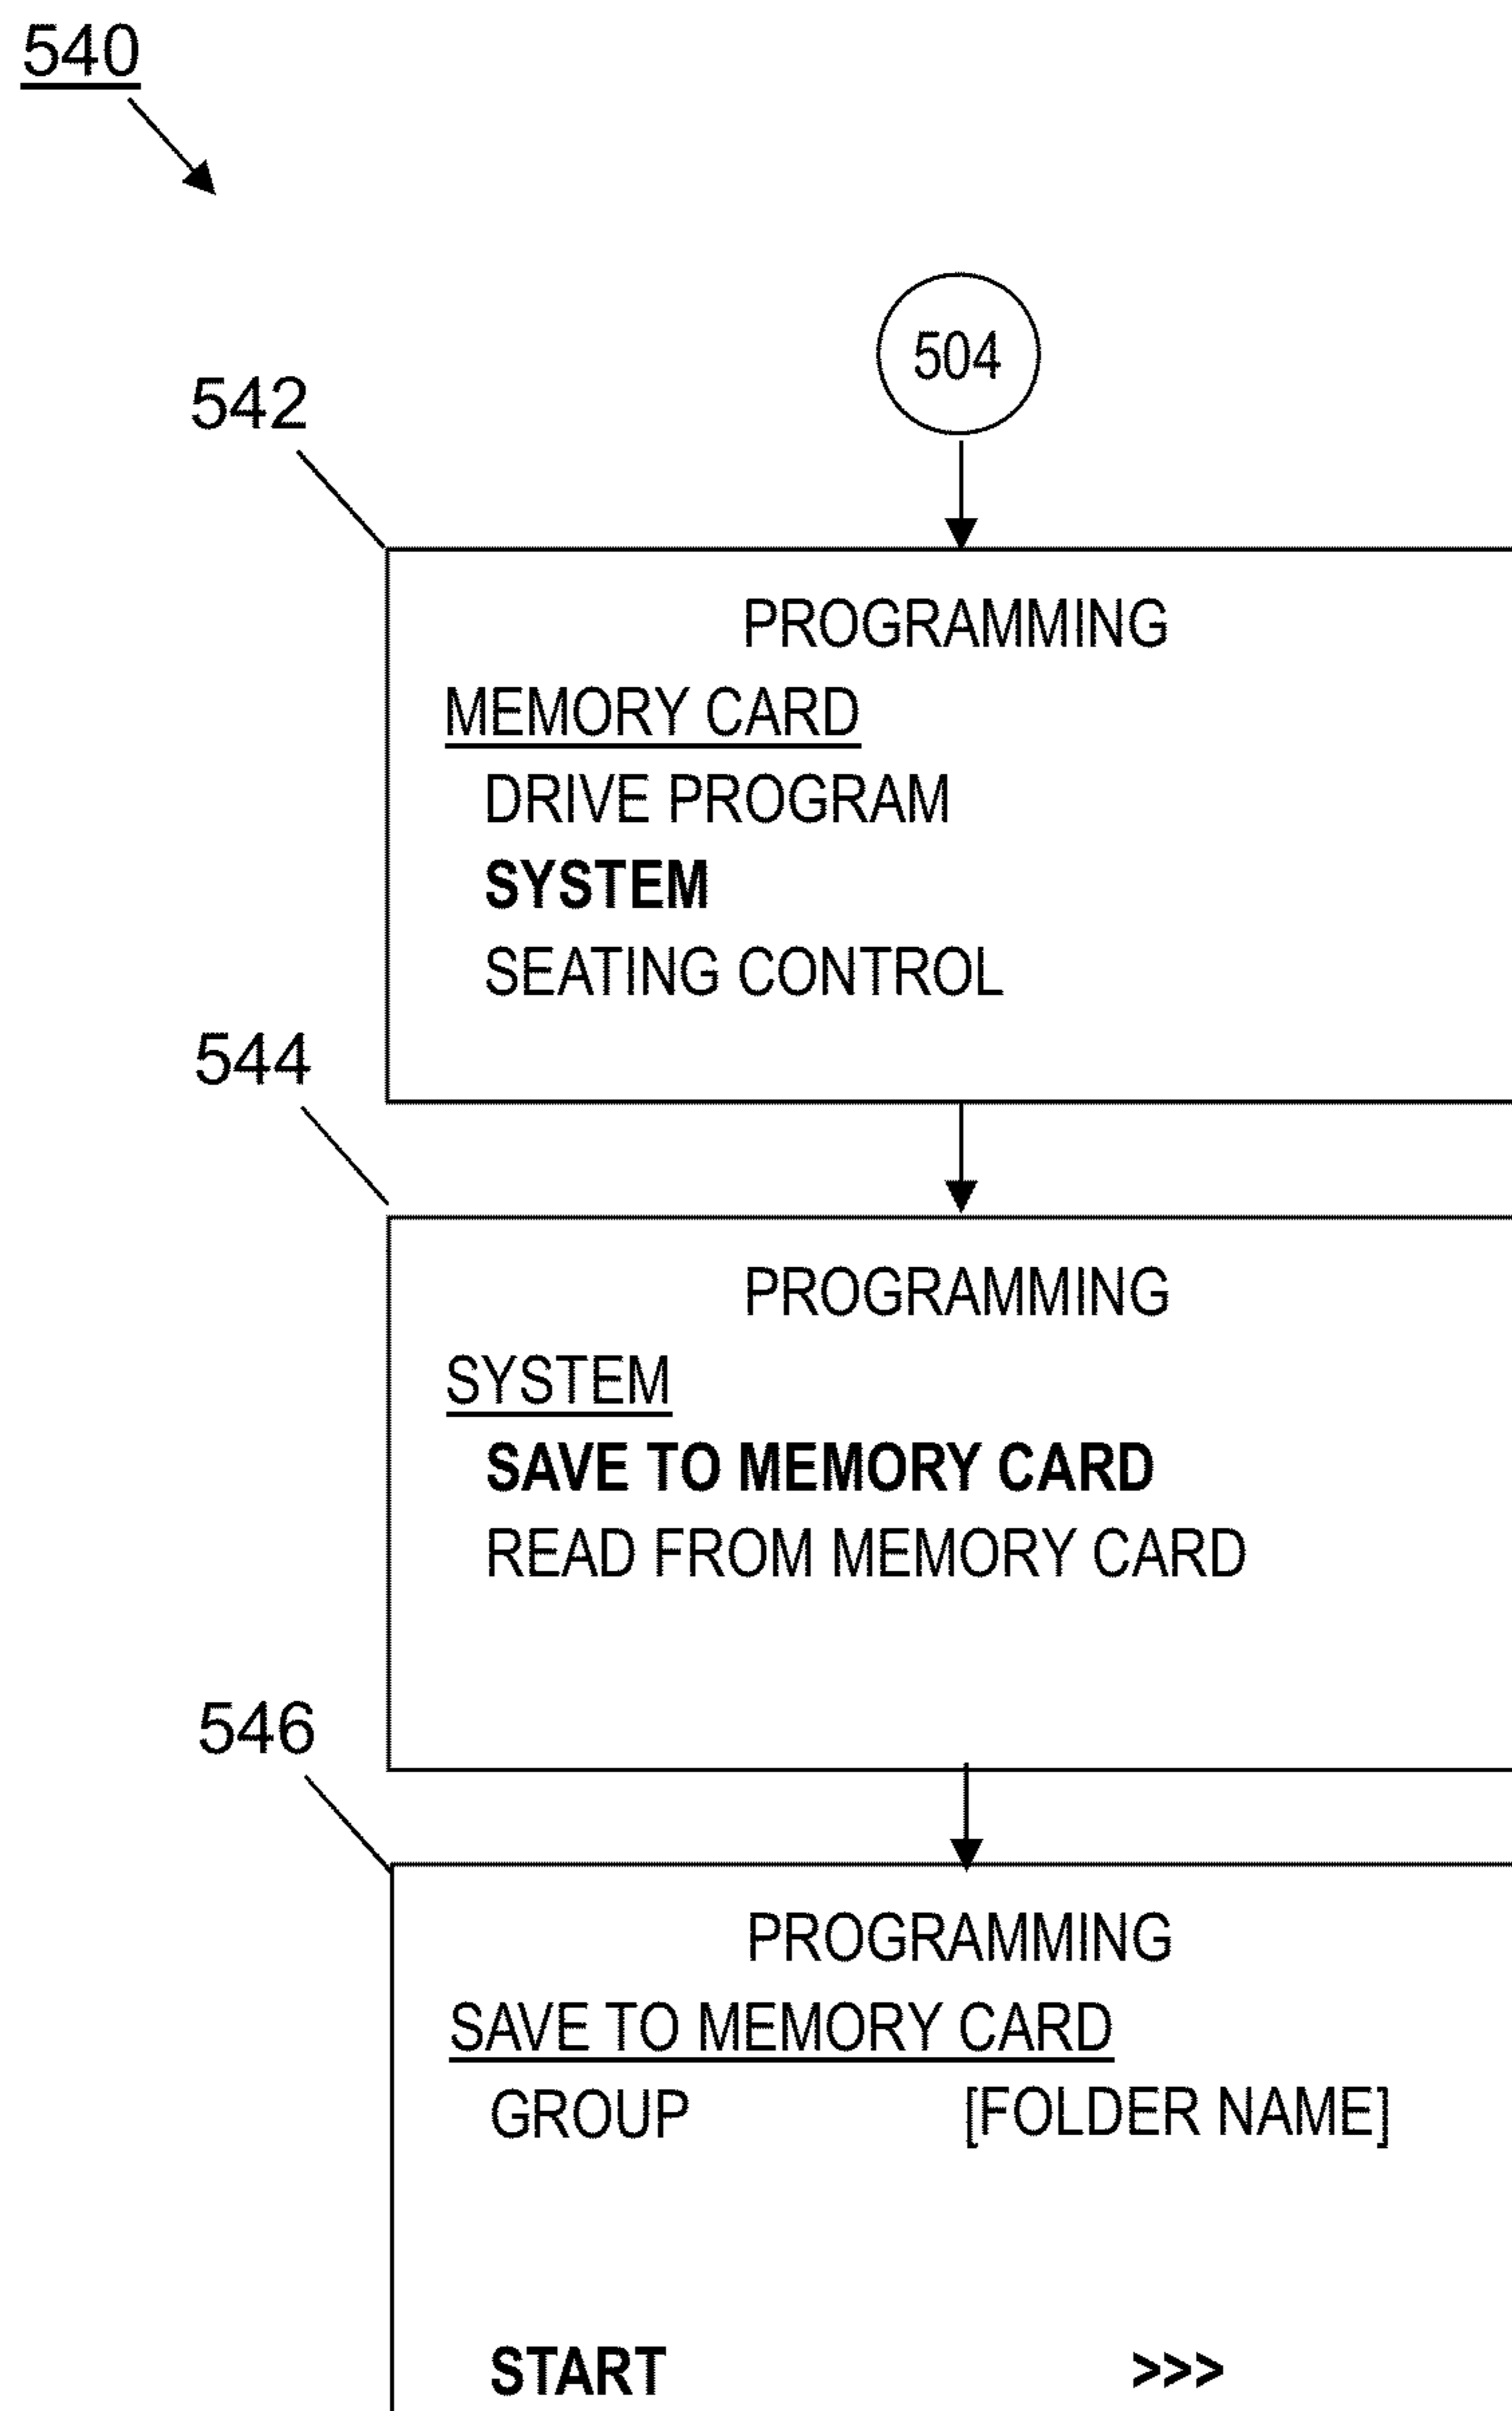 540
504
542
PROGRAMMING
MEMORY CARD
DRIVE PROGRAM
SYSTEM
SEATING CONTROL
544
PROGRAMMING
SYSTEM
SAVE TO MEMORY CARD
READ FROM MEMORY CARD
546
PROGRAMMING
SAVE TO MEMORY CARD
GROUP [FOLDER NAME]
START >>>